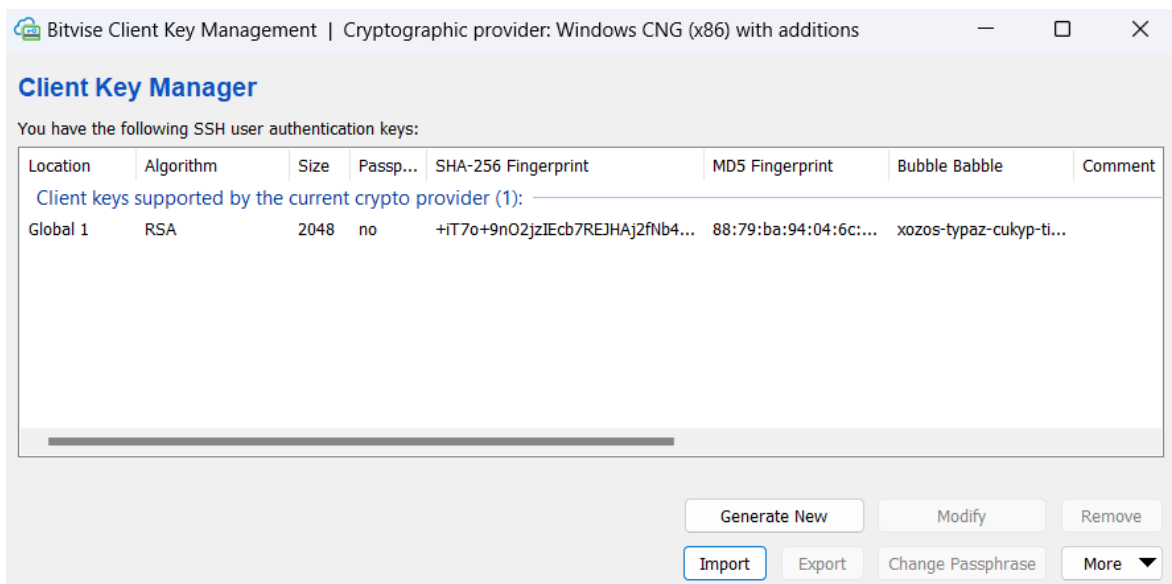 Bitvise Client Key Management | Cryptographic provider: Windows CNG (x86) with additions
Client Key Manager
You have the following SSH user authentication keys:
Location Algorithm Size Passp... SHA-256 Fingerprint MD5 Fingerprint Bubble Babble Comment
Client keys supported by the current crypto provider (1):
Global 1 RSA 2048 no +iT7o+9nO2jzIEcb7REJHAj2fNb4... 88:79:ba:94:04:6c:... xozos-typaz-cukyp-ti...
Generate New Modify Remove
Import Export Change Passphrase More